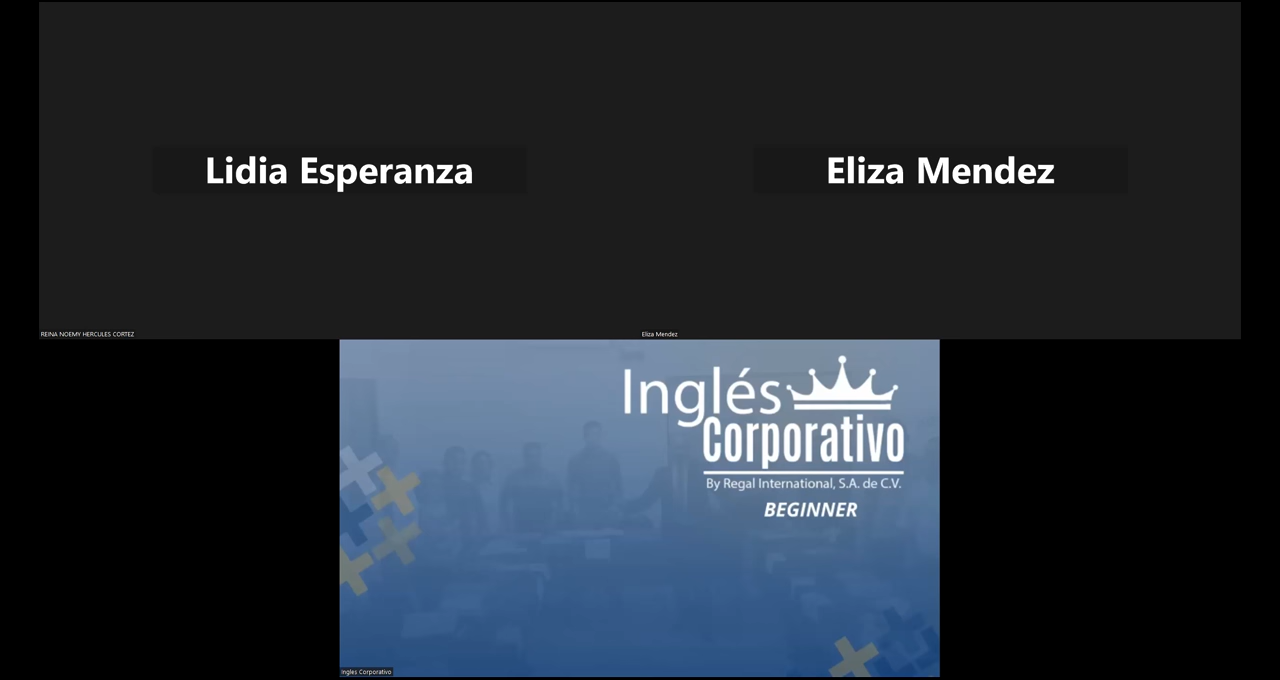 Lidia Esperanza
Eliza Mendez
REINA NOEMY HERCULES CORTEZ
Eliza Mendez
Inglés
Corporativo
By Regal International, S.A. de C.V.
BEGINNER
Ingles Corporativo